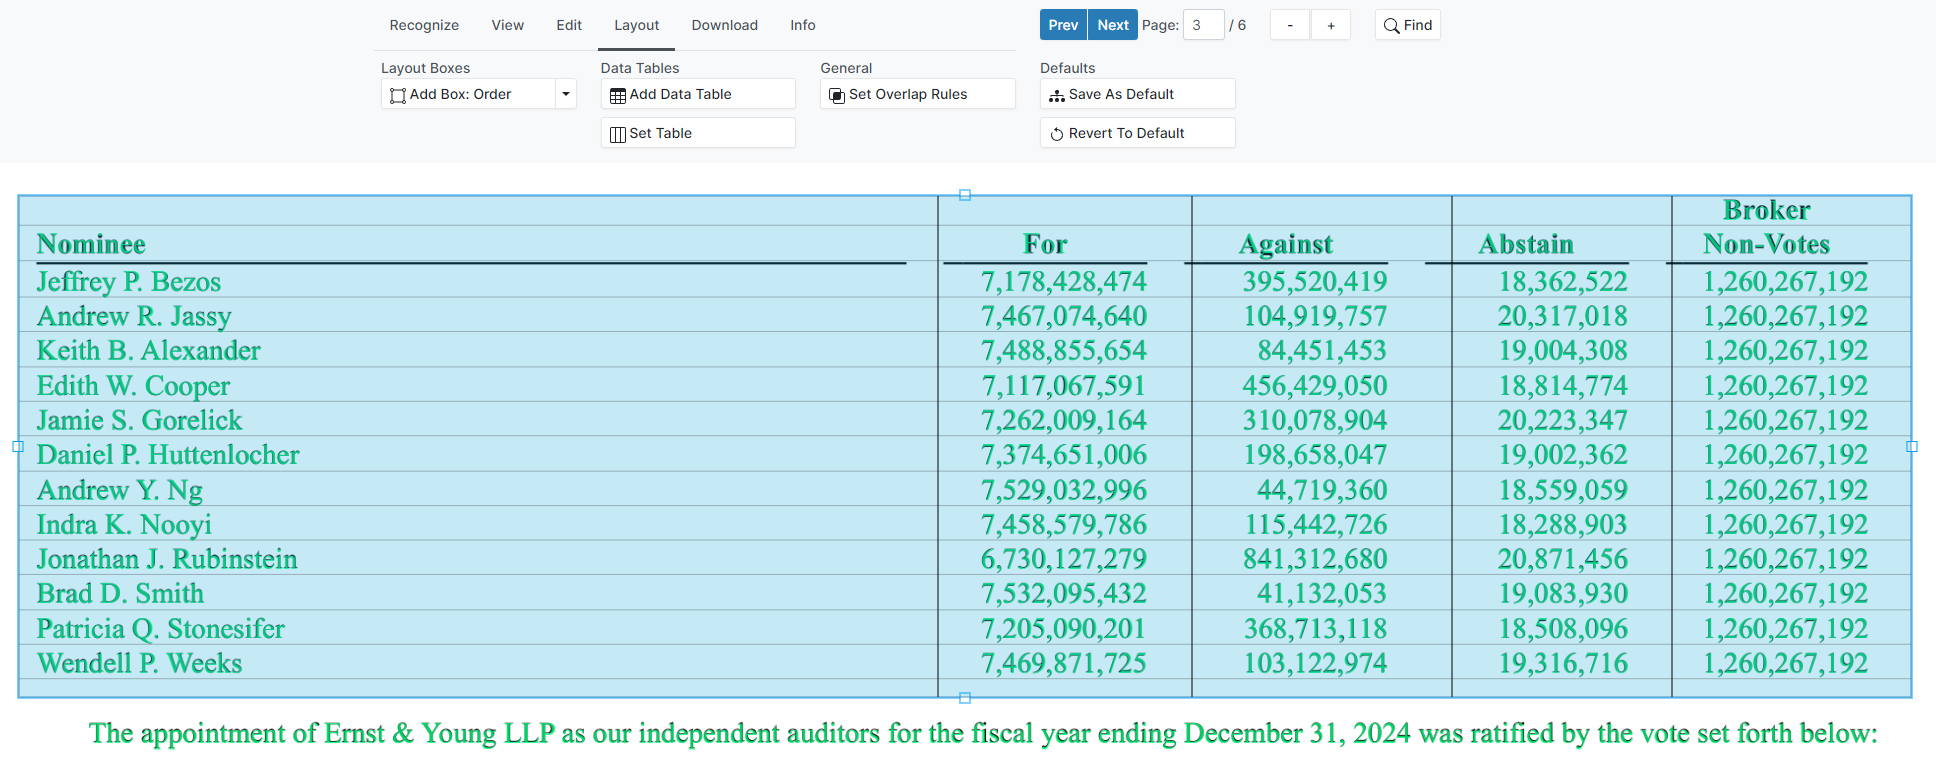 Recognize View Edit Layout Download Info Prev Next Page: 3 / 6 - + Find
Layout Boxes Data Tables General Defaults
Add Box: Order Add Data Table Set Overlap Rules Save As Default
Set Table Revert To Default
Broker
Nominee For Against Abstain Non-Votes
Jeffrey P. Bezos 7,178,428,474 395,520,419 18,362,522 1,260,267,192
Andrew R. Jassy 7,467,074,640 104,919,757 20,317,018 1,260,267,192
Keith B. Alexander 7,488,855,654 84,451,453 19,004,308 1,260,267,192
Edith W. Cooper 7,117,067,591 456,429,050 18,814,774 1,260,267,192
Jamie S. Gorelick 7,262,009,164 310,078,904 20,223,347 1,260,267,192
Daniel P. Huttenlocher 7,374,651,006 198,658,047 19,002,362 1,260,267,192
Andrew Y. Ng 7,529,032,996 44,719,360 18,559,059 1,260,267,192
Indra K. Nooyi 7,458,579,786 115,442,726 18,288,903 1,260,267,192
Jonathan J. Rubinstein 6,730,127,279 841,312,680 20,871,456 1,260,267,192
Brad D. Smith 7,532,095,432 41,132,053 19,083,930 1,260,267,192
Patricia Q. Stonesifer 7,205,090,201 368,713,118 18,508,096 1,260,267,192
Wendell P. Weeks 7,469,871,725 103,122,974 19,316,716 1,260,267,192
The appointment of Ernst & Young LLP as our independent auditors for the fiscal year ending December 31, 2024 was ratified by the vote set forth below: